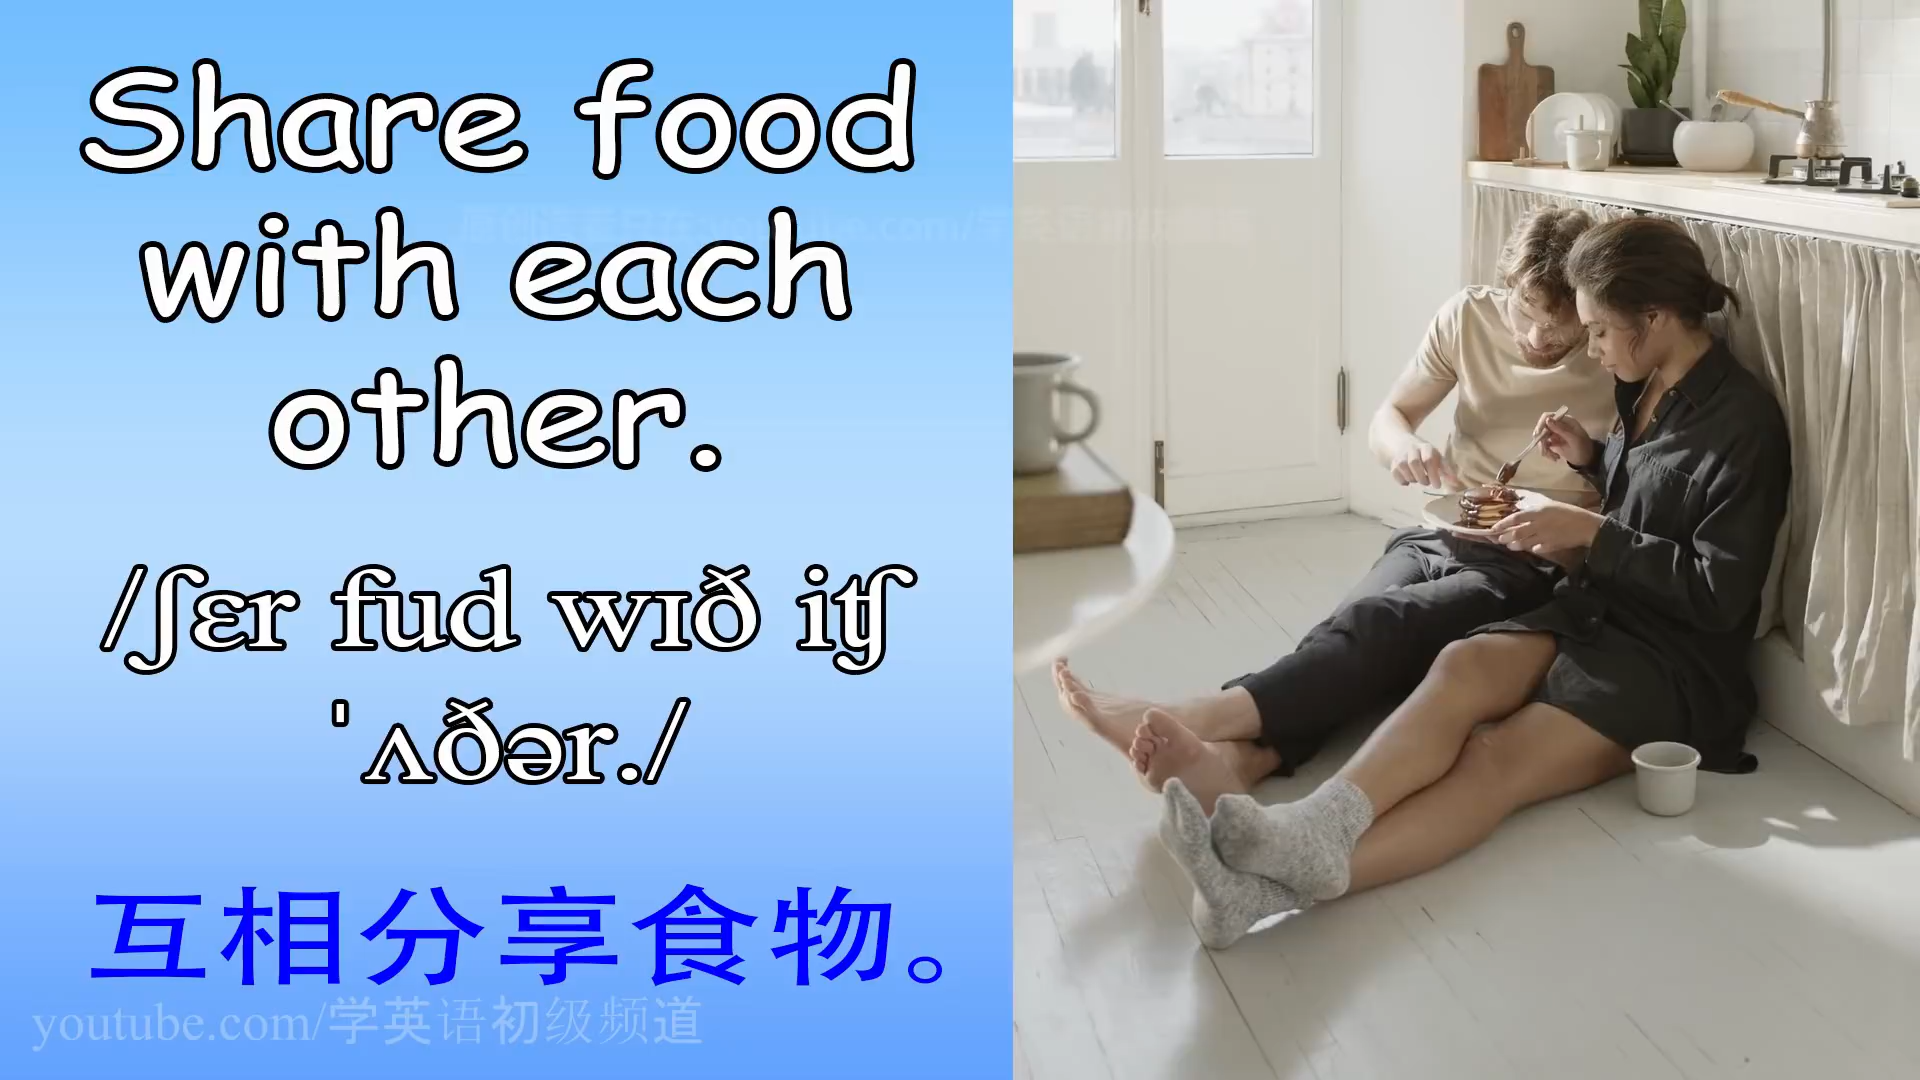 Share food
with each
other.
/ʃɛr fud wɪð iʧ
ˈʌðər./
互相分享食物。
youtube.com/学英语初级频道